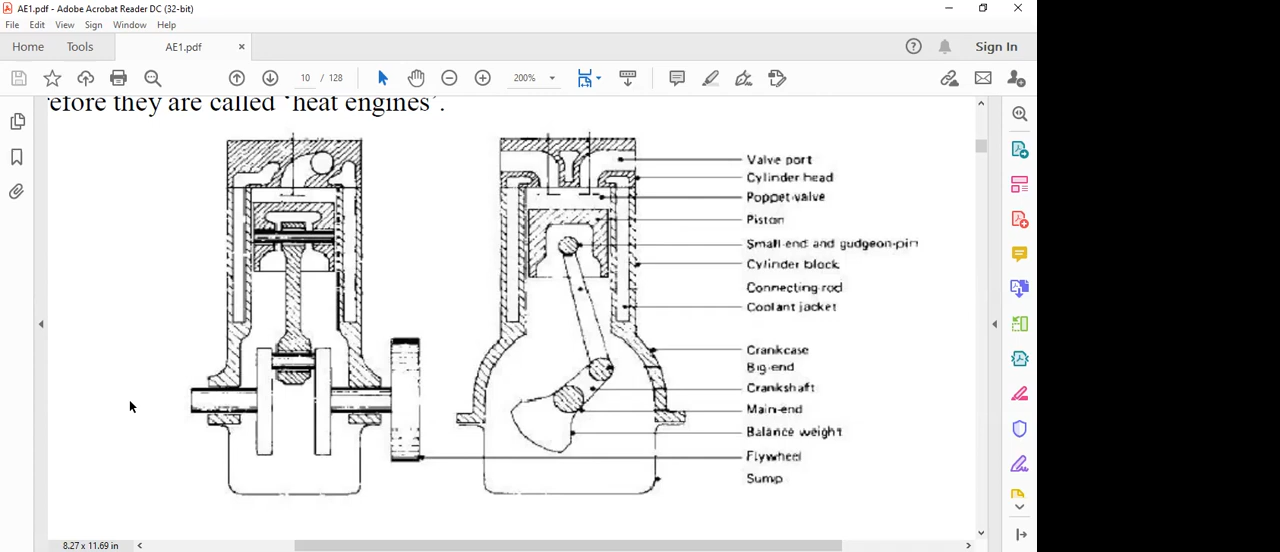 AE1.pdf - Adobe Acrobat Reader DC (32-bit)
File Edit View Sign Window Help
Home Tools AE1.pdf Sign In
10 / 128 200%
efore they are called 'heat engines'.
Valve port
Cylinder head
Poppet-valve
Piston
Small-end and gudgeon-pin
Cylinder block
Connecting-rod
Coolant jacket
Crankcase
Big-end
Crankshaft
Main-end
Balance weight
Flywheel
Sump
8.27 x 11.69 in